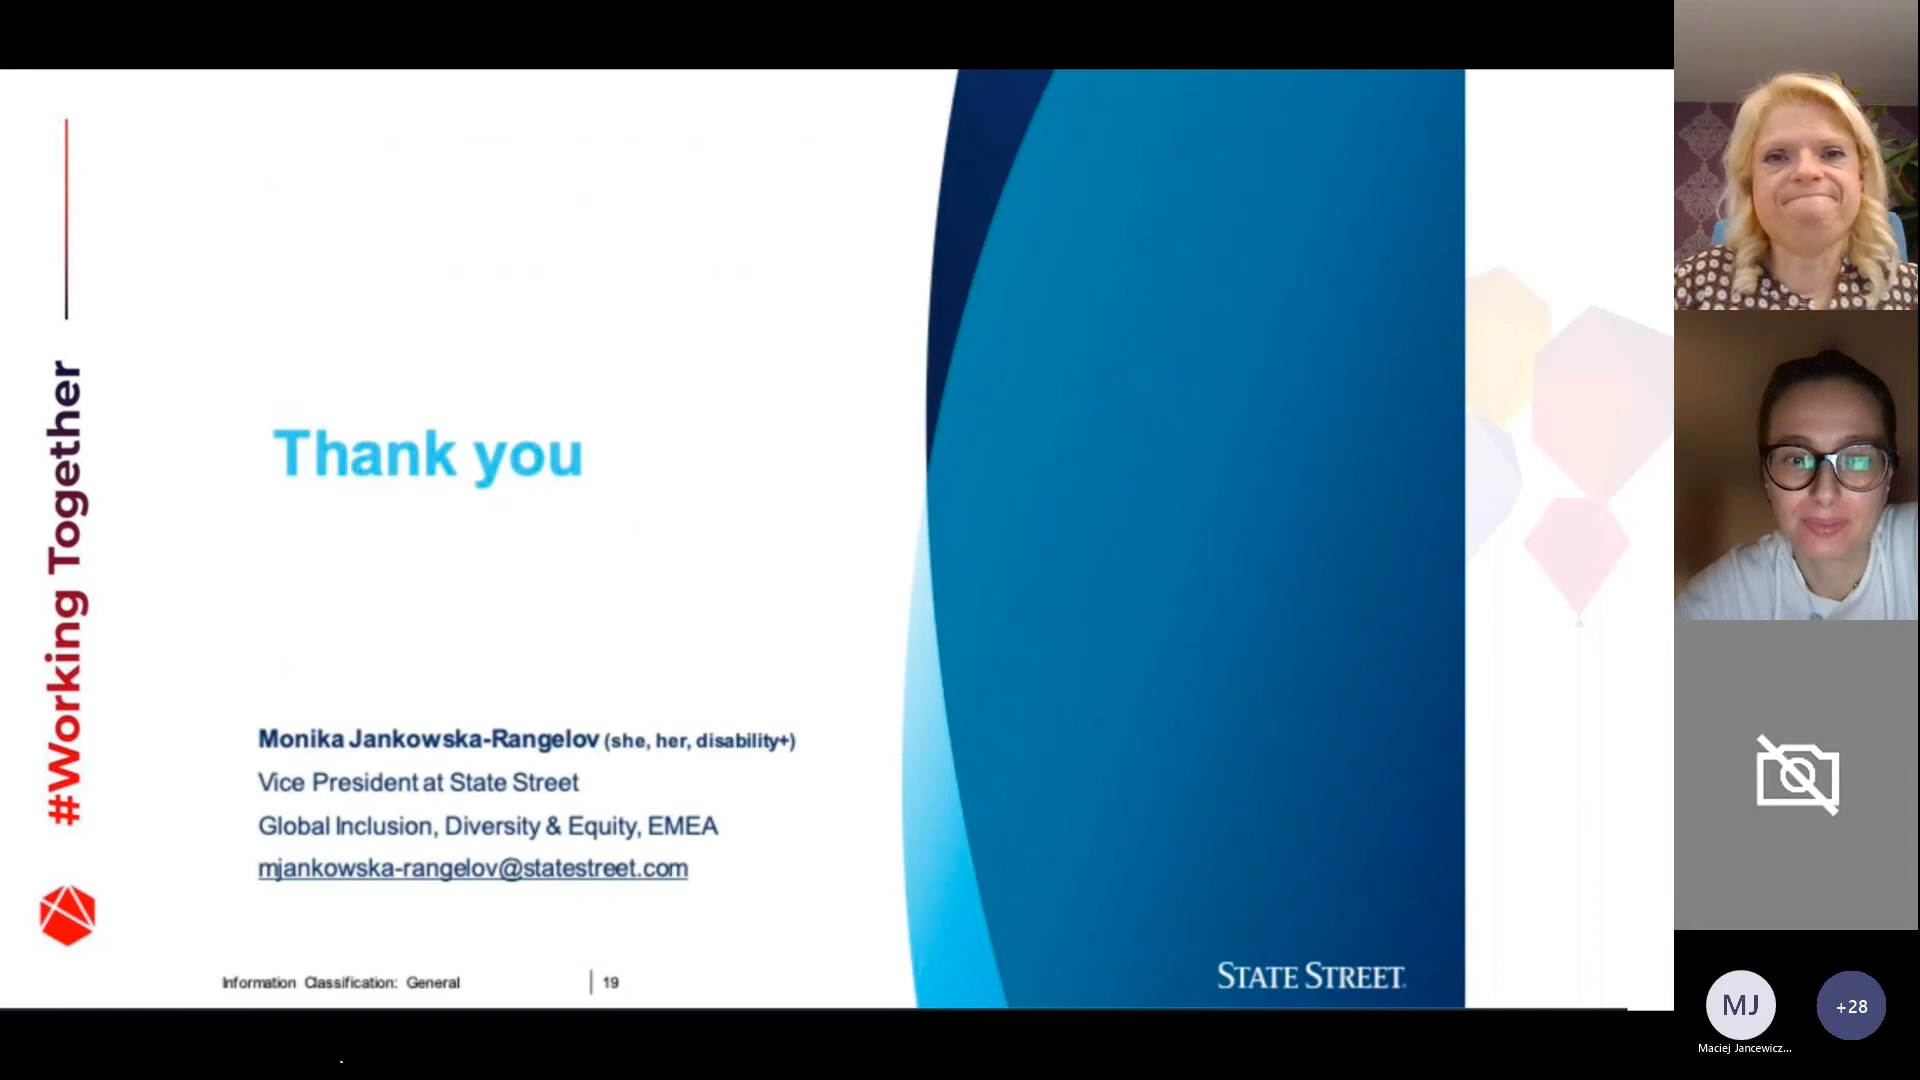 #Working Together
Thank you
Monika Jankowska-Rangelov (she, her, disability+)
Vice President at State Street
Global Inclusion, Diversity & Equity, EMEA
mjankowska-rangelov@statestreet.com
Information Classification: General
19
STATE STREET.
MJ
Maciej Jancewicz...
+28